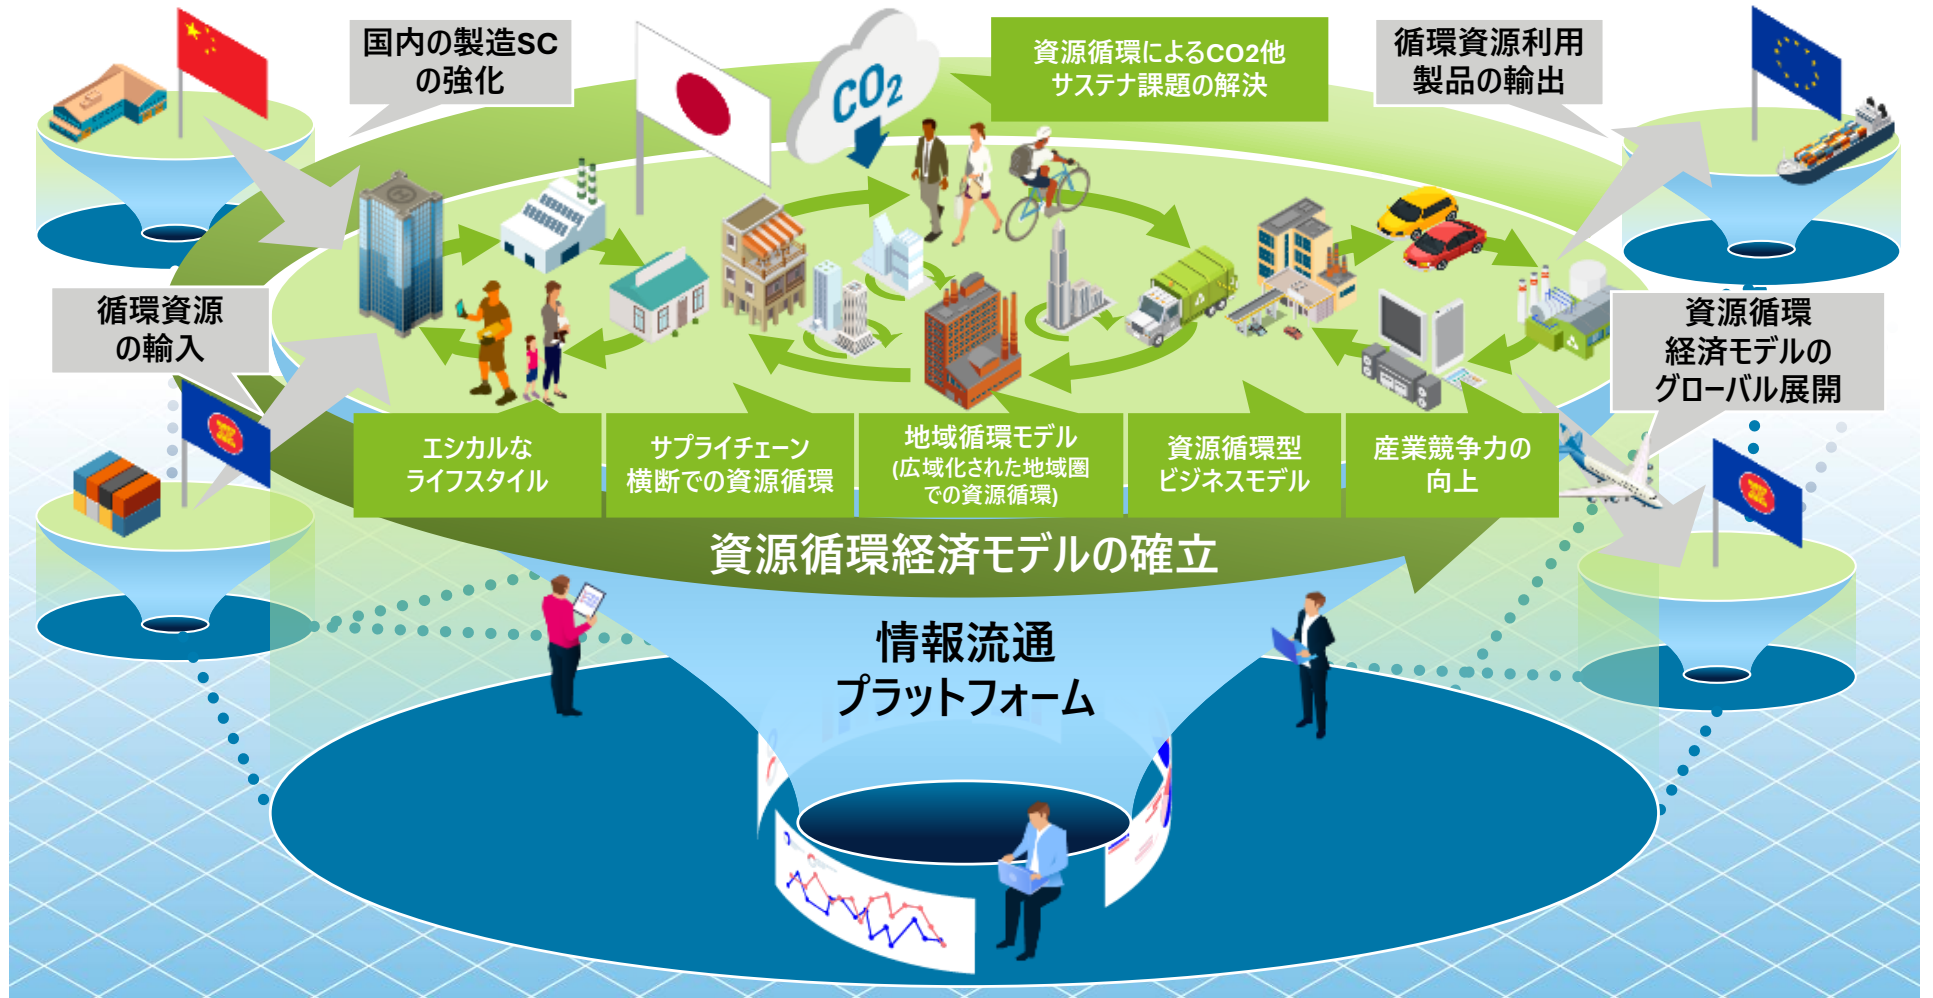 国内の製造SC
の強化
CO2
資源循環によるCO2他
サステナ課題の解決
循環資源利用
製品の輸出
循環資源
の輸入
資源循環
経済モデルの
グローバル展開
エシカルな
ライフスタイル
サプライチェーン
横断での資源循環
地域循環モデル
(広域化された地域圏
での資源循環)
資源循環型
ビジネスモデル
産業競争力の
向上
資源循環経済モデルの確立
情報流通
プラットフォーム